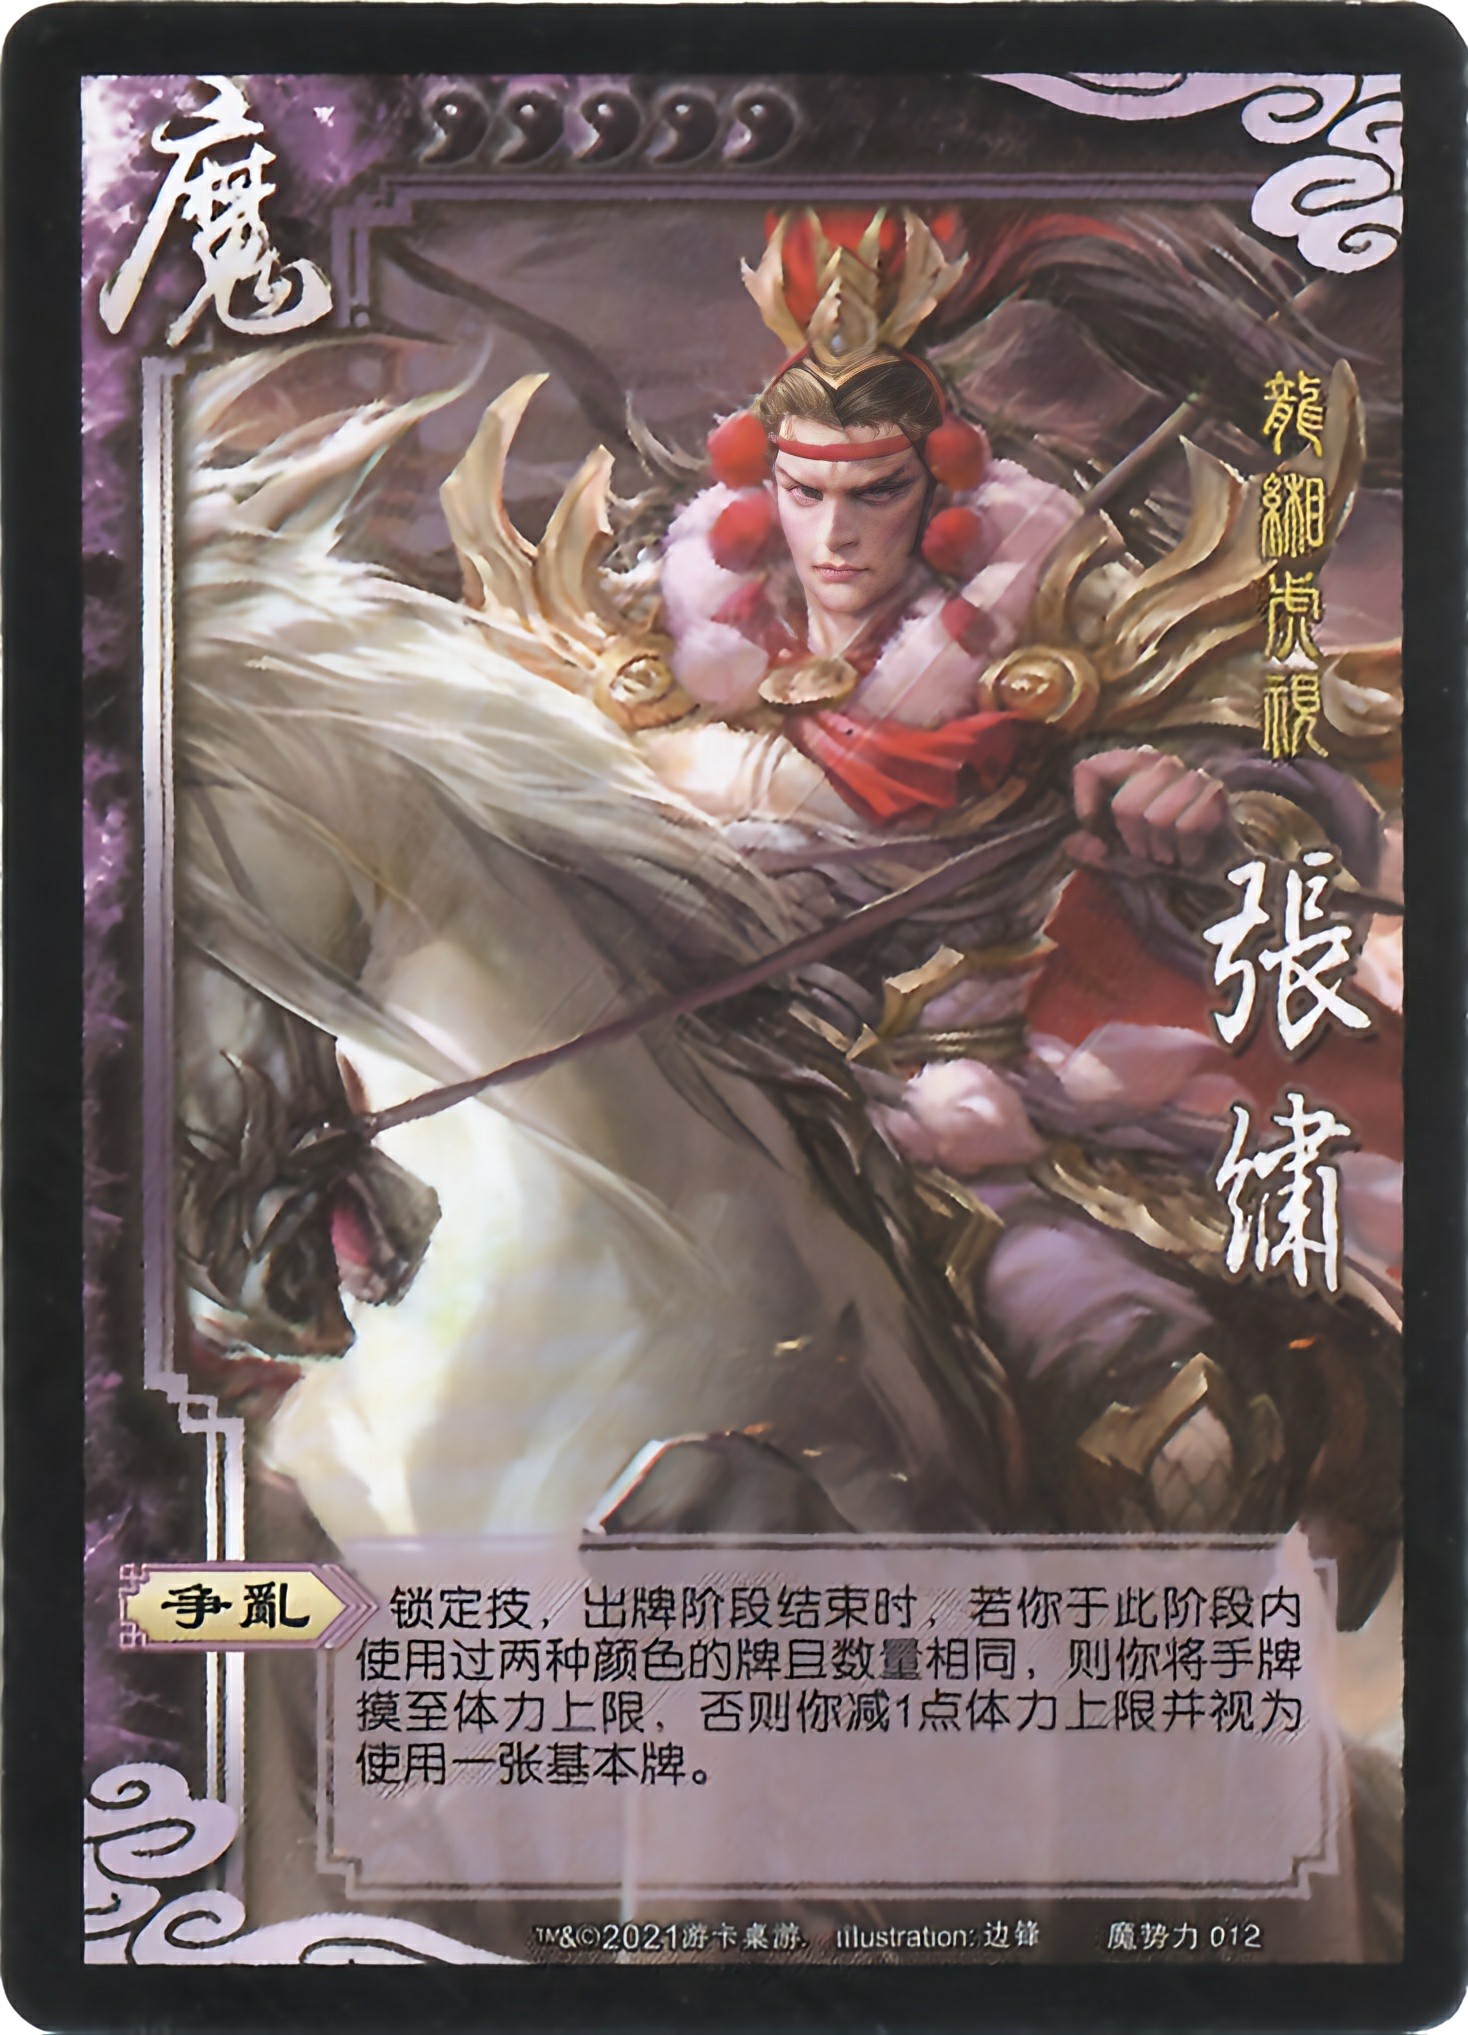 魔
龍翻虎視
張繡
争亂
锁定技，出牌阶段结束时，若你于此阶段内
使用过两种颜色的牌且数量相同，则你将手牌
摸至体力上限，否则你减1点体力上限并视为
使用一张基本牌。
™&©2021游卡桌游. Illustration: 边锋
魔势力 012